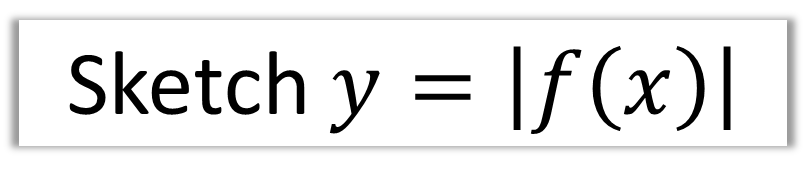 Sketch y = |f(x)|